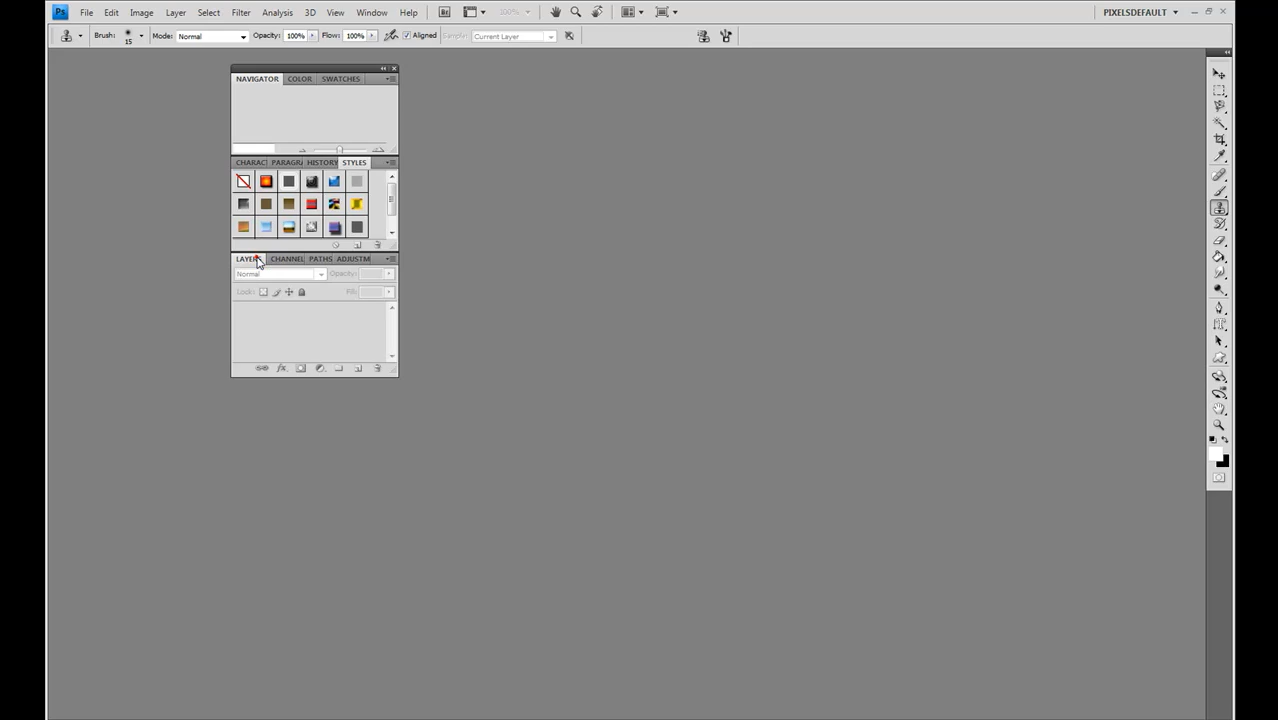 Ps File Edit Image Layer Select Filter Analysis 3D View Window Help Br 100% PIXELSDEFAULT
Brush: 15 Mode: Normal Opacity: 100% Flow: 100% Aligned Sample: Current Layer
NAVIGATOR COLOR SWATCHES
CHARAC PARAGRA HISTORY STYLES
LAYERS CHANNEL PATHS ADJUSTM
Normal Opacity:
Lock: Fill: